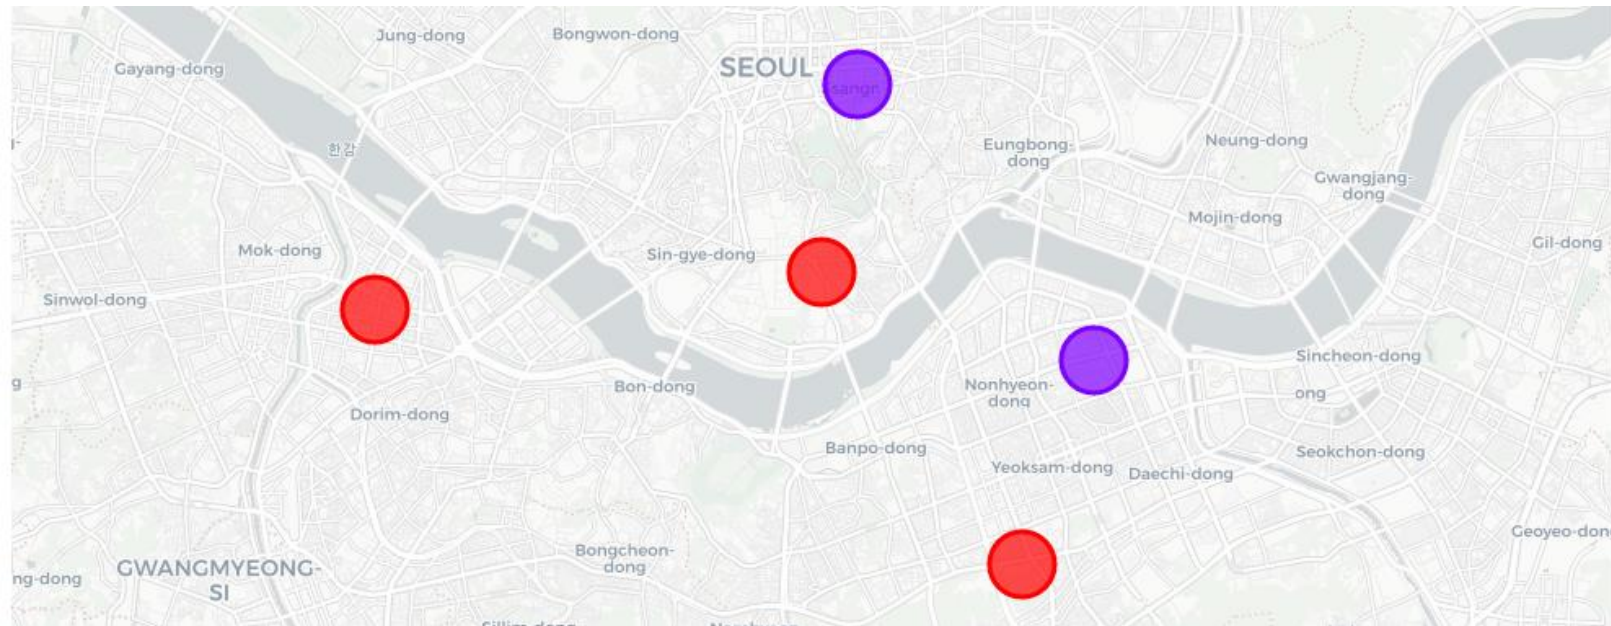 Jung-dong
Bongwon-dong
Gayang-dong
SEOUL
sangn
한강
Eungbong-
dong
Neung-dong
Gwangjang-
dong
Mojin-dong
Gil-dong
Mok-dong
Sin-gye-dong
Sinwol-dong
Sincheon-dong
ong
Nonhyeon-
dong
Bon-dong
Dorim-dong
Banpo-dong
Seokchon-dong
Yeoksam-dong
Daechi-dong
Geoyeo-don
Bongcheon-
dong
GWANGMYEONG-
SI
ng-dong